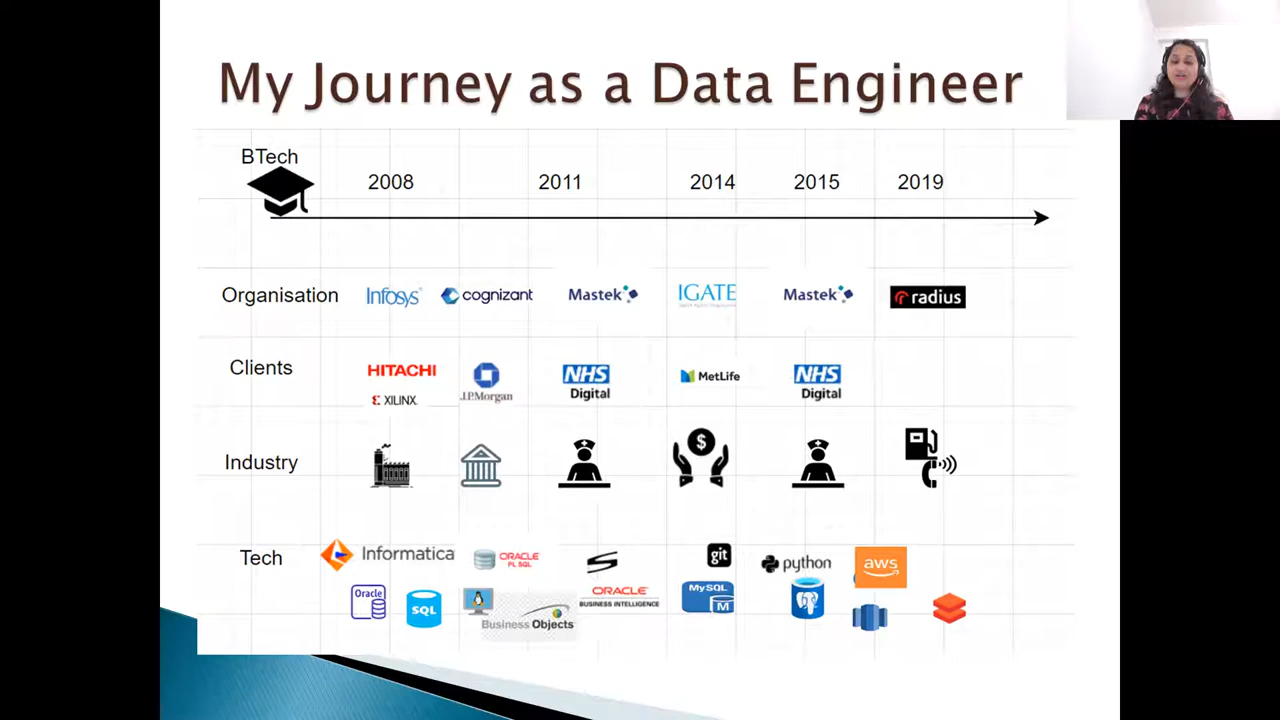 My Journey as a Data Engineer
BTech
2008 2011 2014 2015 2019
Organisation Infosys cognizant Mastek IGATE Mastek radius
Clients HITACHI J.P.Morgan NHS Digital MetLife NHS Digital
XILINX
Industry $
Tech Informatica ORACLE PL SQL git python aws
Oracle SQL Business Objects ORACLE BUSINESS INTELLIGENCE MySQL